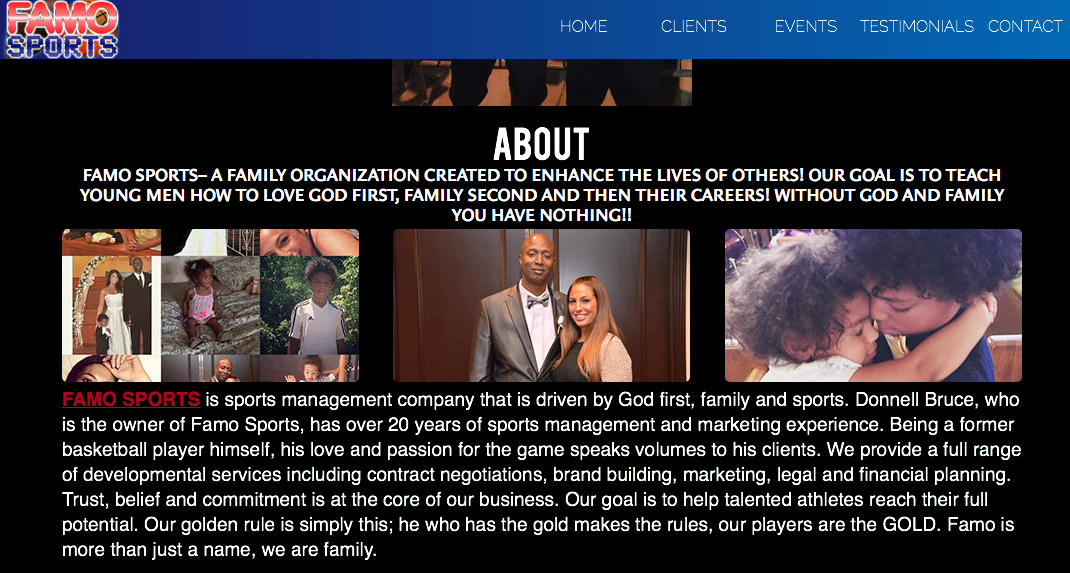 FAMO
SPORTS
HOME CLIENTS EVENTS TESTIMONIALS CONTACT
ABOUT
FAMO SPORTS– A FAMILY ORGANIZATION CREATED TO ENHANCE THE LIVES OF OTHERS! OUR GOAL IS TO TEACH
YOUNG MEN HOW TO LOVE GOD FIRST, FAMILY SECOND AND THEN THEIR CAREERS! WITHOUT GOD AND FAMILY
YOU HAVE NOTHING!!
FAMO SPORTS is sports management company that is driven by God first, family and sports. Donnell Bruce, who
is the owner of Famo Sports, has over 20 years of sports management and marketing experience. Being a former
basketball player himself, his love and passion for the game speaks volumes to his clients. We provide a full range
of developmental services including contract negotiations, brand building, marketing, legal and financial planning.
Trust, belief and commitment is at the core of our business. Our goal is to help talented athletes reach their full
potential. Our golden rule is simply this; he who has the gold makes the rules, our players are the GOLD. Famo is
more than just a name, we are family.